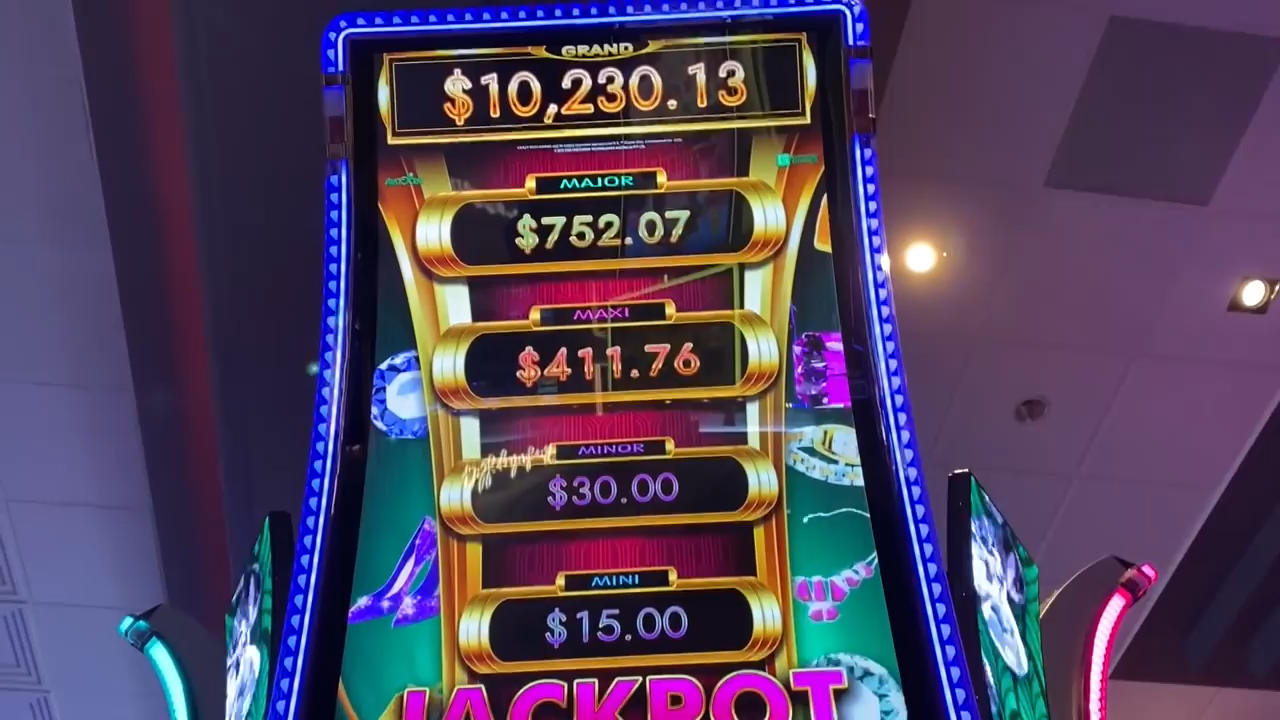 GRAND
$10,230.13
MAJOR
$752.07
MAXI
$411.76
MINOR
$30.00
MINI
$15.00
JACKPOT